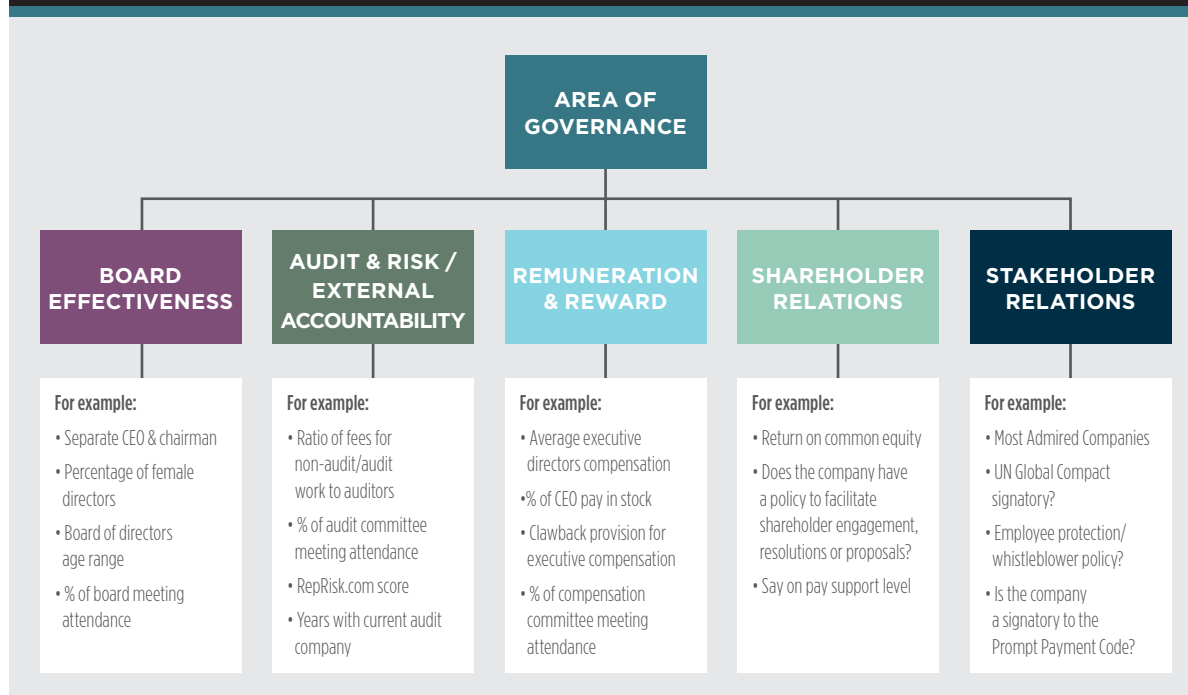 AREA OF
GOVERNANCE
BOARD
EFFECTIVENESS
AUDIT & RISK /
EXTERNAL
ACCOUNTABILITY
REMUNERATION
& REWARD
SHAREHOLDER
RELATIONS
STAKEHOLDER
RELATIONS
For example:
• Separate CEO & chairman
• Percentage of female
directors
• Board of directors
age range
• % of board meeting
attendance
For example:
• Ratio of fees for
non-audit/audit
work to auditors
• % of audit committee
meeting attendance
• RepRisk.com score
• Years with current audit
company
For example:
• Average executive
directors compensation
•% of CEO pay in stock
• Clawback provision for
executive compensation
• % of compensation
committee meeting
attendance
For example:
• Return on common equity
• Does the company have
a policy to facilitate
shareholder engagement,
resolutions or proposals?
• Say on pay support level
For example:
• Most Admired Companies
• UN Global Compact
signatory?
• Employee protection/
whistleblower policy?
• Is the company
a signatory to the
Prompt Payment Code?